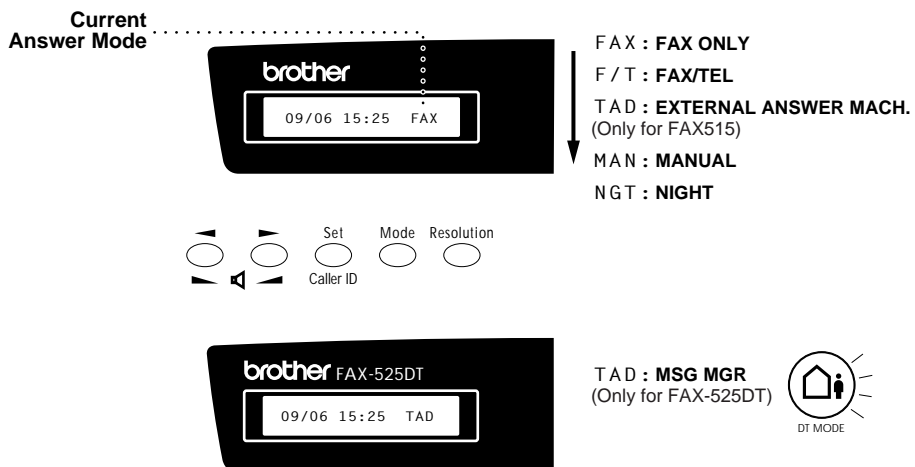 Current
Answer Mode
brother
09/06 15:25 FAX
FAX : FAX ONLY
F/T : FAX/TEL
TAD : EXTERNAL ANSWER MACH.
(Only for FAX515)
MAN : MANUAL
NGT : NIGHT
Set Mode Resolution
Caller ID
brother FAX-525DT
09/06 15:25 TAD
TAD : MSG MGR
(Only for FAX-525DT)
DT MODE